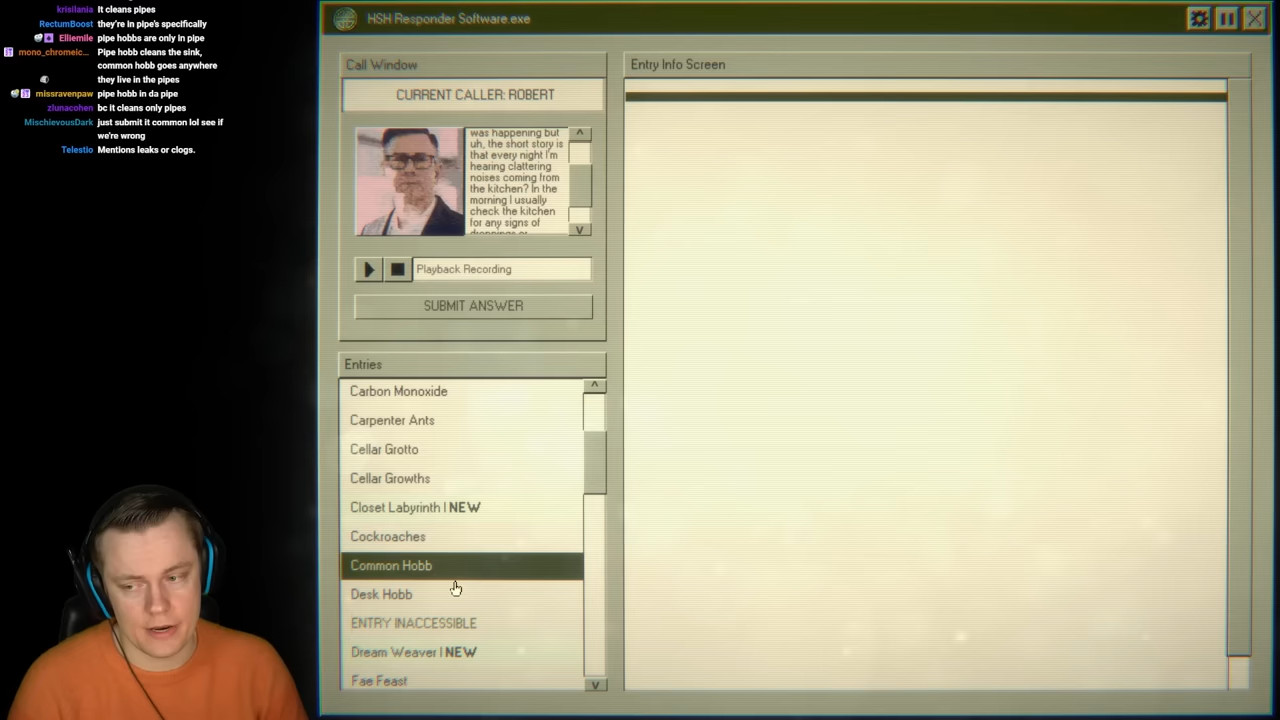 krisilania It cleans pipes
RectumBoost they're in pipe's specifically
Elliemile pipe hobbs are only in pipe
mono_chromeic... Pipe hobb cleans the sink,
common hobb goes anywhere
they live in the pipes
missravenpaw pipe hobb in da pipe
zlunacohen bc it cleans only pipes
MischievousDark just submit it common lol see if
we're wrong
Telestio Mentions leaks or clogs.
HSH Responder Software.exe
Call Window
CURRENT CALLER: ROBERT
was happening but
uh, the short story is
that every night I'm
hearing clattering
noises coming from
the kitchen? In the
morning I usually
check the kitchen
for any signs of
Playback Recording
SUBMIT ANSWER
Entries
Carbon Monoxide
Carpenter Ants
Cellar Grotto
Cellar Growths
Closet Labyrinth | NEW
Cockroaches
Common Hobb
Desk Hobb
ENTRY INACCESSIBLE
Dream Weaver | NEW
Fae Feast
Entry Info Screen